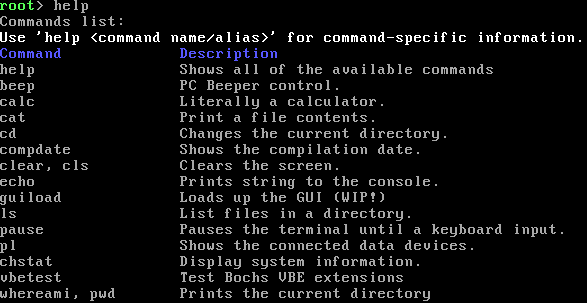 root> help
Commands list:
Use 'help <command name/alias>' for command-specific information.
Command Description
help Shows all of the available commands
beep PC Beeper control.
calc Literally a calculator.
cat Print a file contents.
cd Changes the current directory.
compdate Shows the compilation date.
clear, cls Clears the screen.
echo Prints string to the console.
guiload Loads up the GUI (WIP!)
ls List files in a directory.
pause Pauses the terminal until a keyboard input.
pl Shows the connected data devices.
chstat Display system information.
vbetest Test Bochs VBE extensions
whereami, pwd Prints the current directory